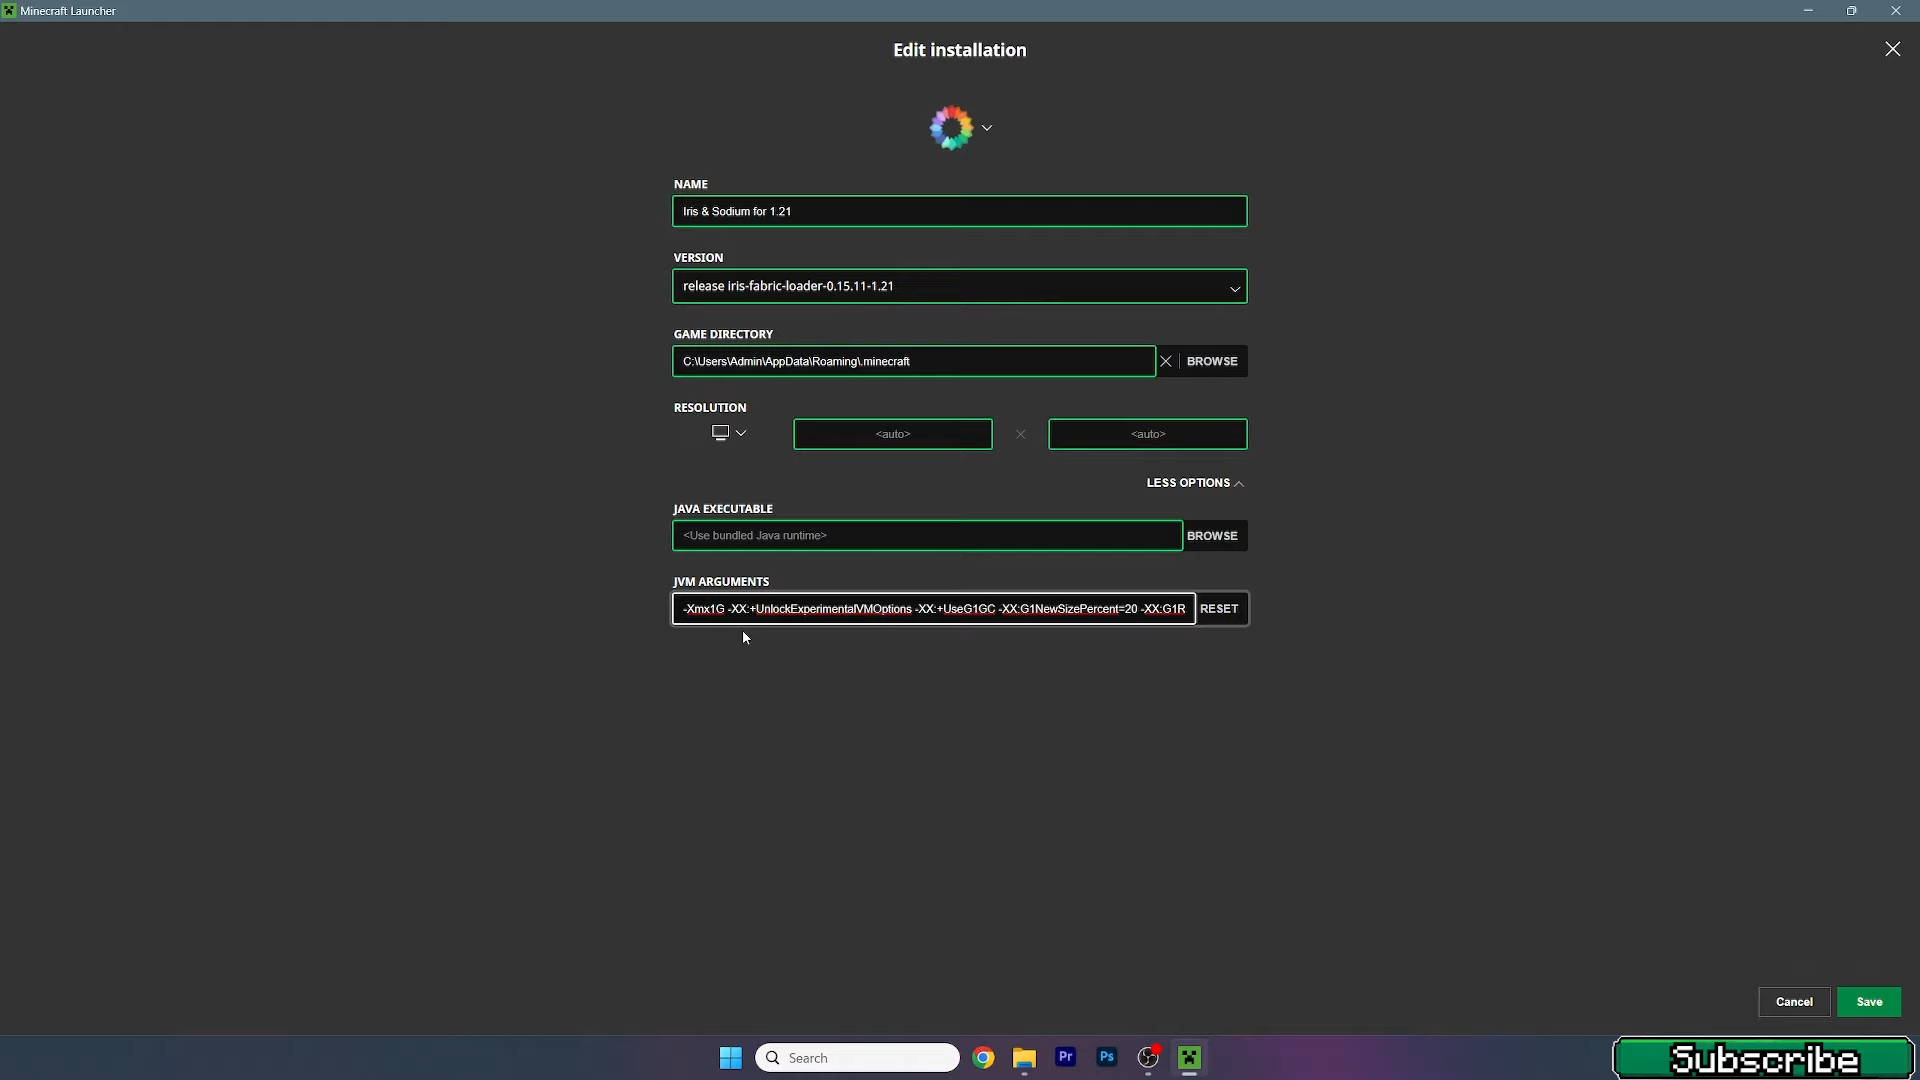 Minecraft Launcher
Edit installation
NAME
Iris & Sodium for 1.21
VERSION
release iris-fabric-loader-0.15.11-1.21
GAME DIRECTORY
C:\Users\Admin\AppData\Roaming\.minecraft
BROWSE
RESOLUTION
<auto>
<auto>
LESS OPTIONS
JAVA EXECUTABLE
<Use bundled Java runtime>
BROWSE
JVM ARGUMENTS
-Xmx1G -XX:+UnlockExperimentalVMOptions -XX:+UseG1GC -XX:G1NewSizePercent=20 -XX:G1R
RESET
Cancel
Save
Search
Pr
Ps
Subscribe